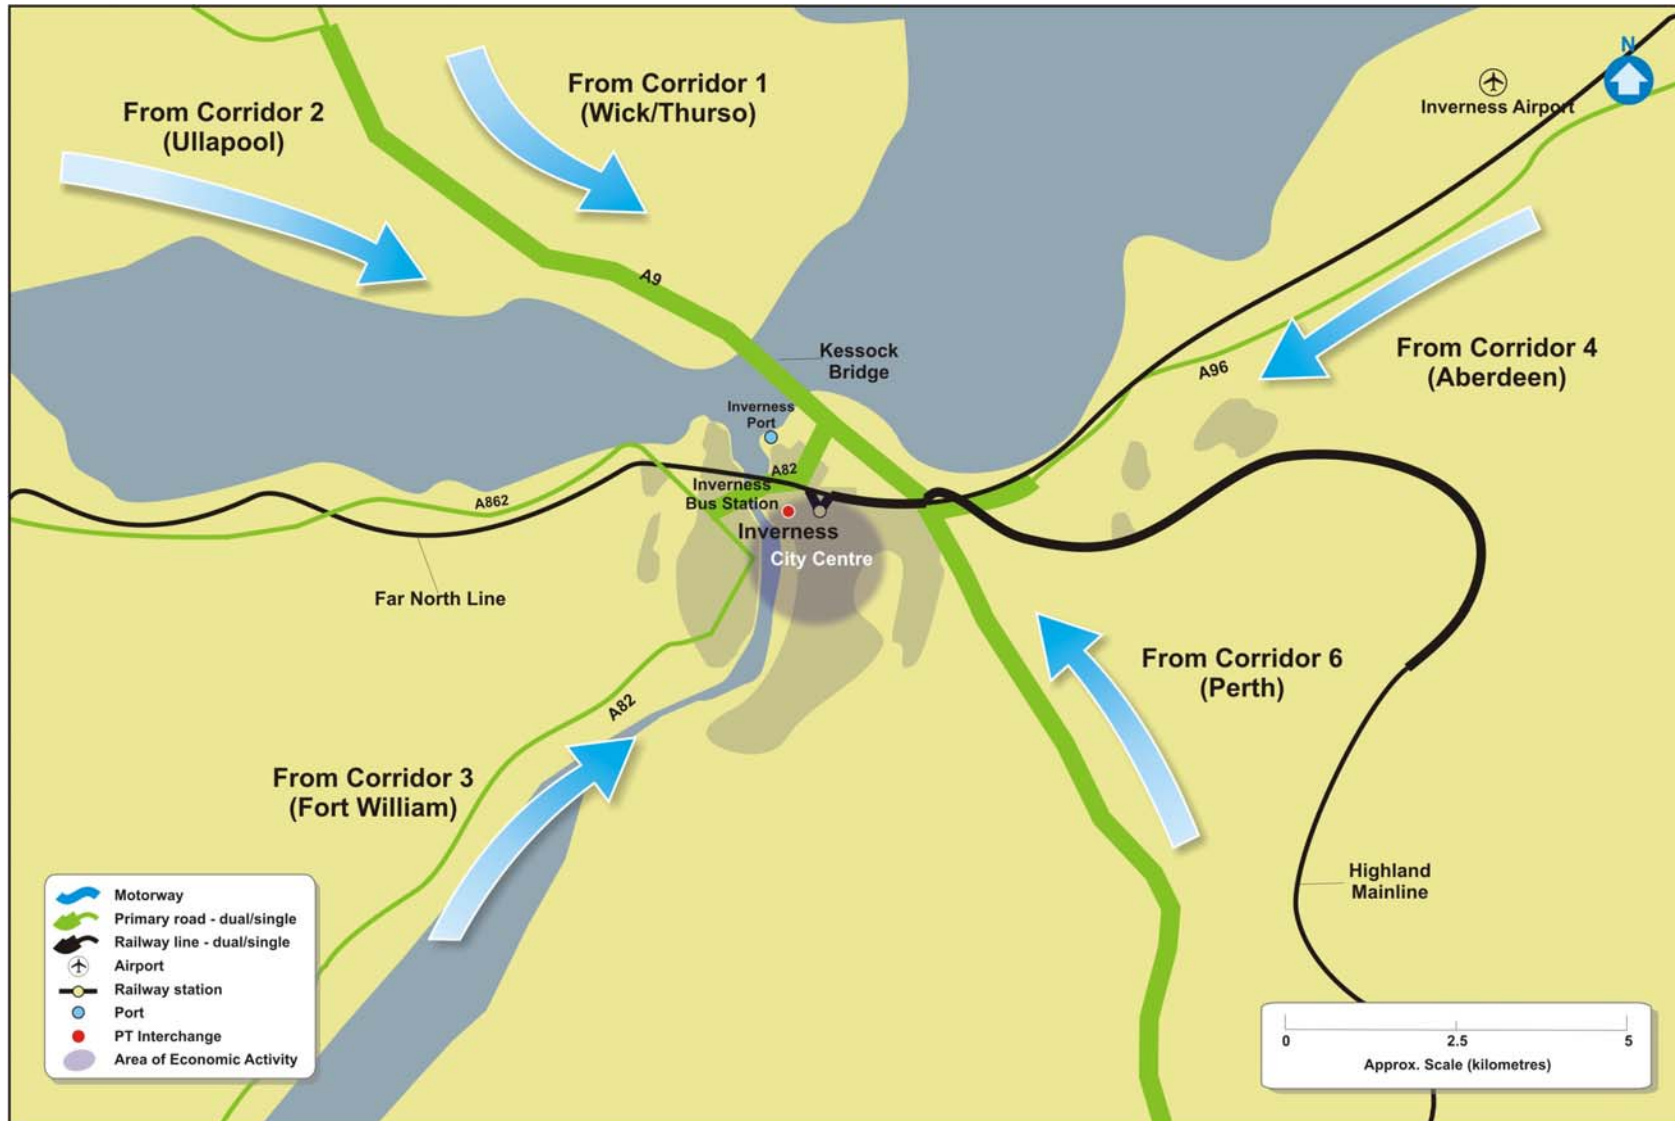 N
From Corridor 1
(Wick/Thurso)
From Corridor 2
(Ullapool)
Inverness Airport
A9
Kessock
Bridge
From Corridor 4
(Aberdeen)
A96
Inverness
Port
A82
Inverness
Bus Station
A862
Inverness
City Centre
Far North Line
From Corridor 6
(Perth)
A82
From Corridor 3
(Fort William)
Highland
Mainline
Motorway
Primary road - dual/single
Railway line - dual/single
Airport
Railway station
Port
PT Interchange
Area of Economic Activity
0 2.5 5
Approx. Scale (kilometres)